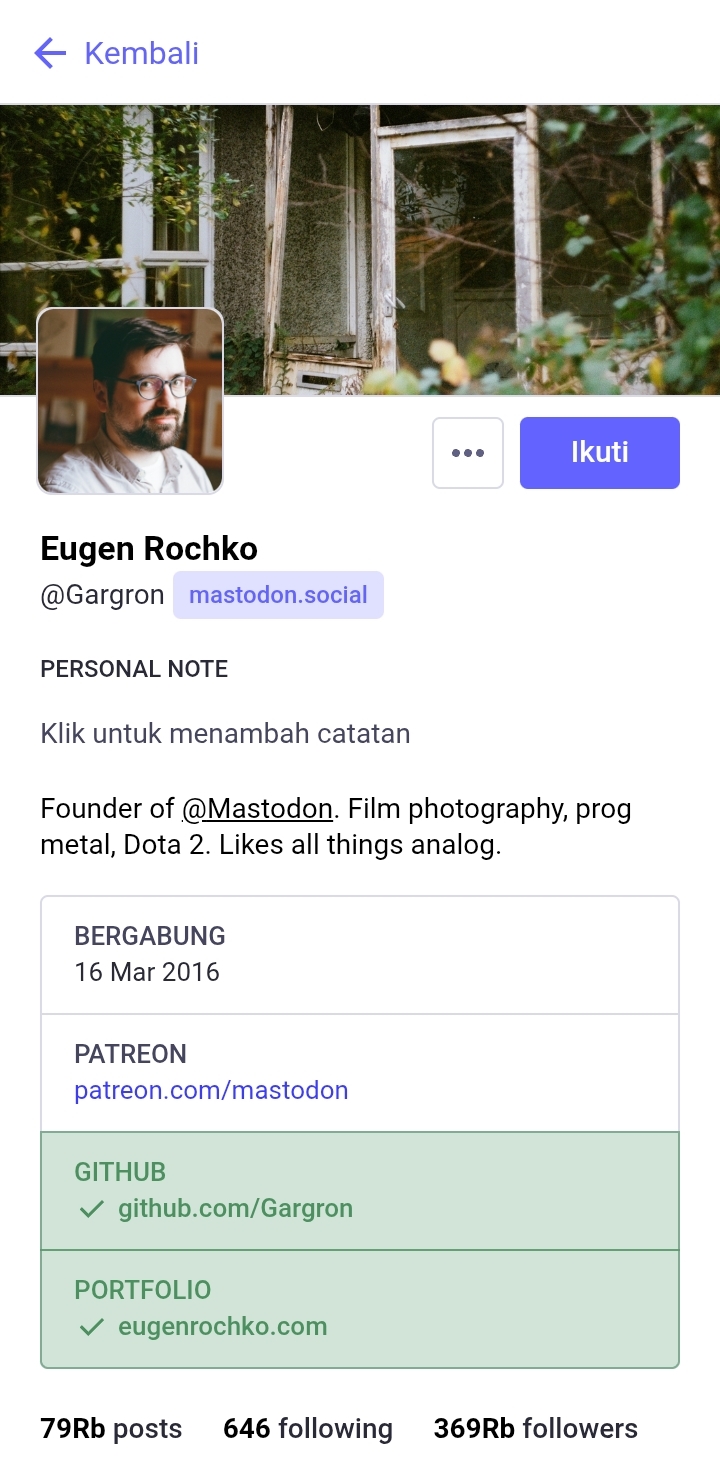 Kembali
Ikuti
Eugen Rochko
@Gargron mastodon.social
PERSONAL NOTE
Klik untuk menambah catatan
Founder of @Mastodon. Film photography, prog
metal, Dota 2. Likes all things analog.
BERGABUNG
16 Mar 2016
PATREON
patreon.com/mastodon
GITHUB
github.com/Gargron
PORTFOLIO
eugenrochko.com
79Rb posts 646 following 369Rb followers